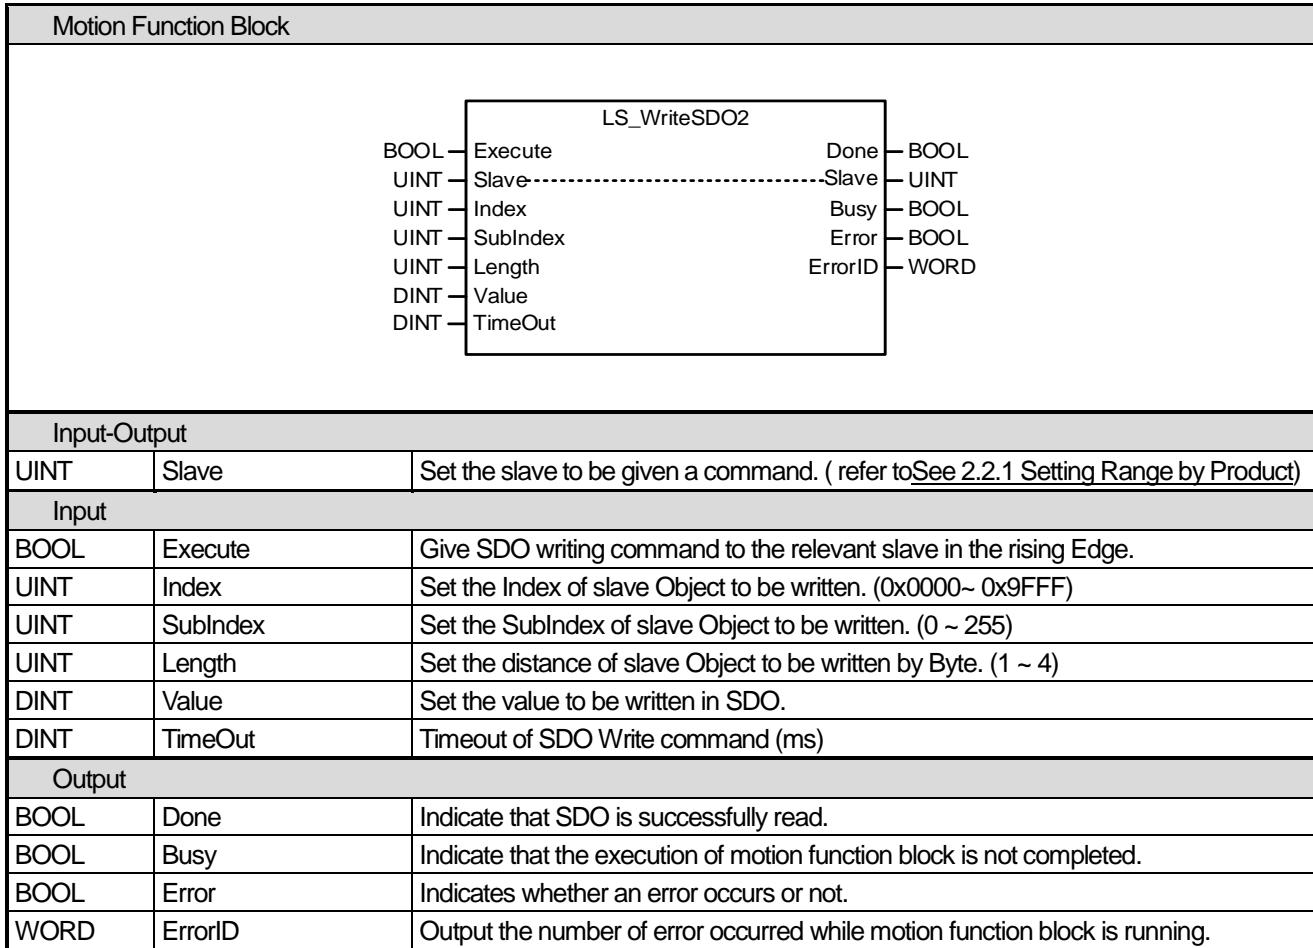 Motion Function Block
LS_WriteSDO2
BOOL Execute Done BOOL
UINT Slave Slave UINT
UINT Index Busy BOOL
UINT SubIndex Error BOOL
UINT Length ErrorID WORD
DINT Value
DINT TimeOut
Input-Output
UINT Slave Set the slave to be given a command. ( refer toSee 2.2.1 Setting Range by Product)
Input
BOOL Execute Give SDO writing command to the relevant slave in the rising Edge.
UINT Index Set the Index of slave Object to be written. (0x0000~ 0x9FFF)
UINT SubIndex Set the SubIndex of slave Object to be written. (0 ~ 255)
UINT Length Set the distance of slave Object to be written by Byte. (1 ~ 4)
DINT Value Set the value to be written in SDO.
DINT TimeOut Timeout of SDO Write command (ms)
Output
BOOL Done Indicate that SDO is successfully read.
BOOL Busy Indicate that the execution of motion function block is not completed.
BOOL Error Indicates whether an error occurs or not.
WORD ErrorID Output the number of error occurred while motion function block is running.